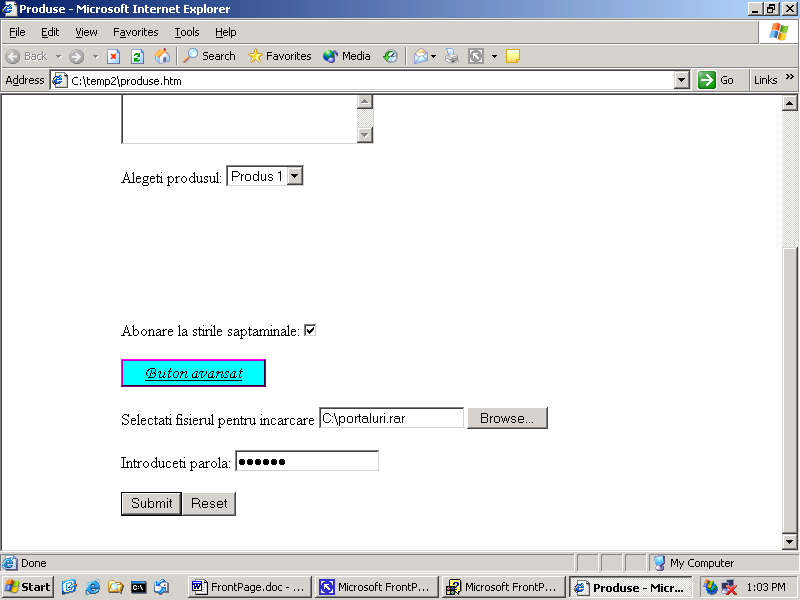 Produse - Microsoft Internet Explorer
File Edit View Favorites Tools Help
Back Search Favorites Media
Address C:\temp2\produse.htm Go Links »
Alegeti produsul: Produs 1
Abonare la stirile saptaminale:
Buton avansat
Selectati fisierul pentru incarcare C:\portaluri.rar Browse...
Introduceti parola: ●●●●●●
Submit Reset
Done My Computer
Start C:\ FrontPage.doc - ... Microsoft FrontP... Microsoft FrontP... Produse - Micr... 1:03 PM